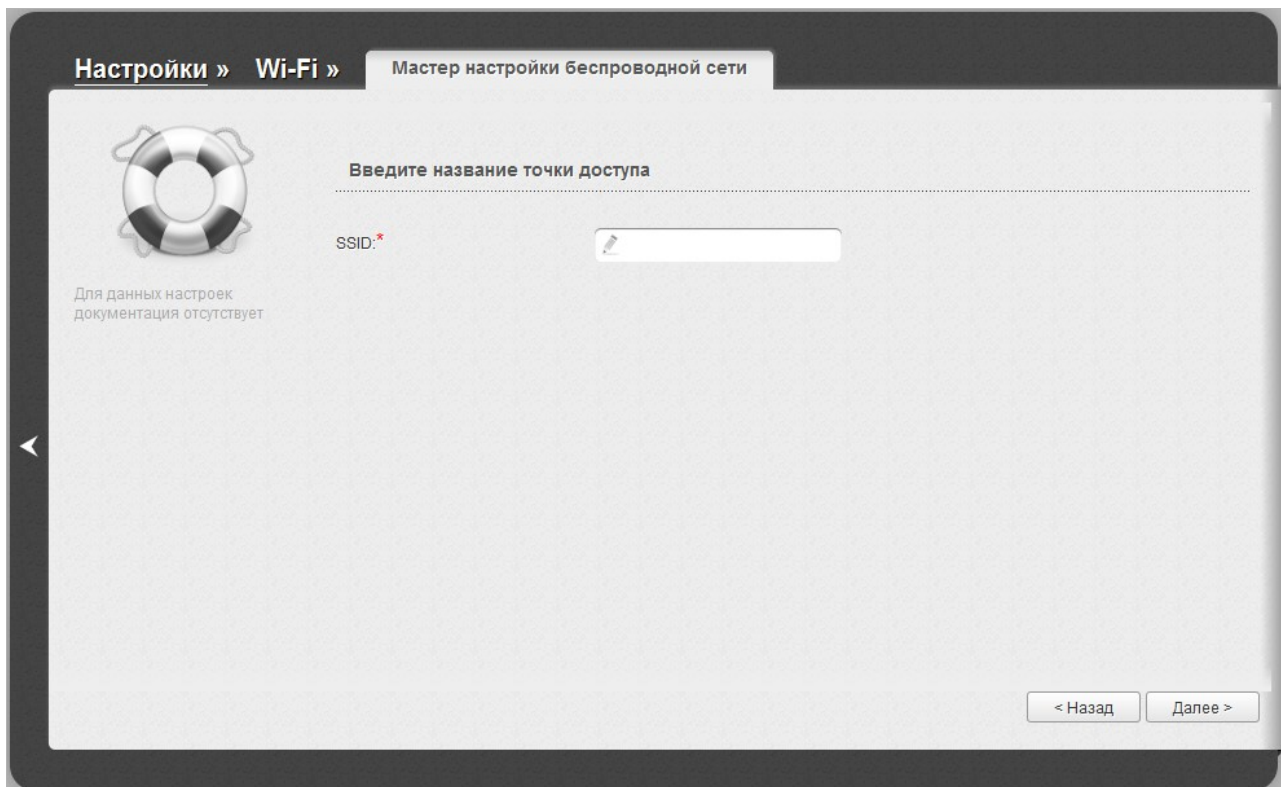 Настройки » Wi-Fi » Мастер настройки беспроводной сети
Введите название точки доступа
SSID:*
Для данных настроек
документация отсутствует
< Назад Далее >